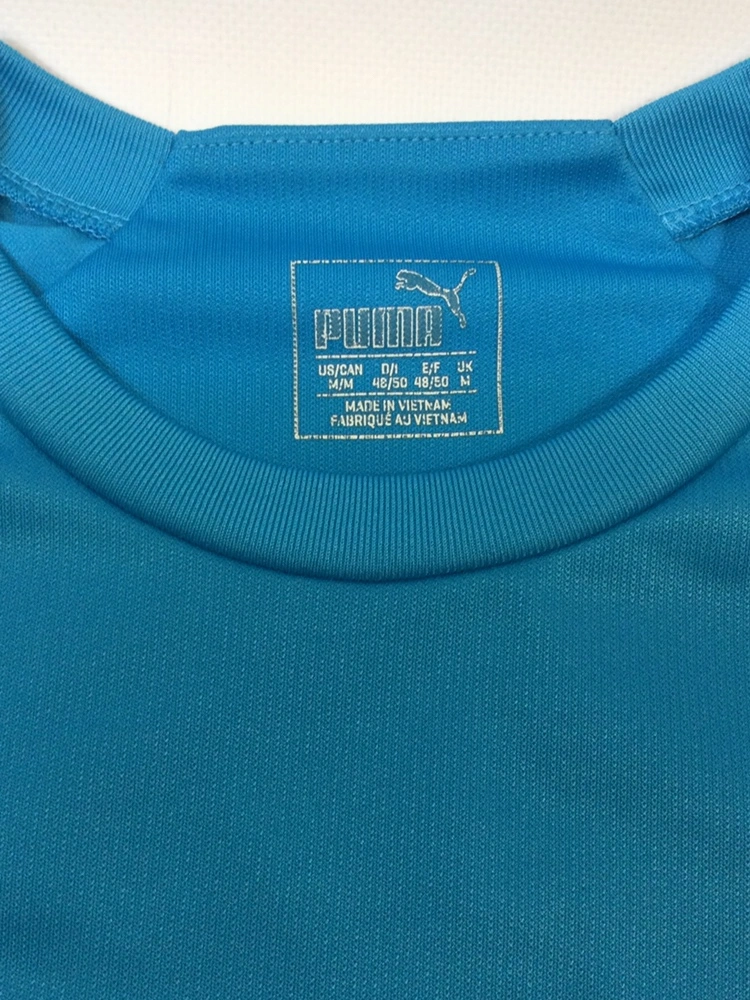 PUMA
US/CAN D/I E/F UK
M/M 48/50 48/50 M
MADE IN VIETNAM
FABRIQUÉ AU VIETNAM